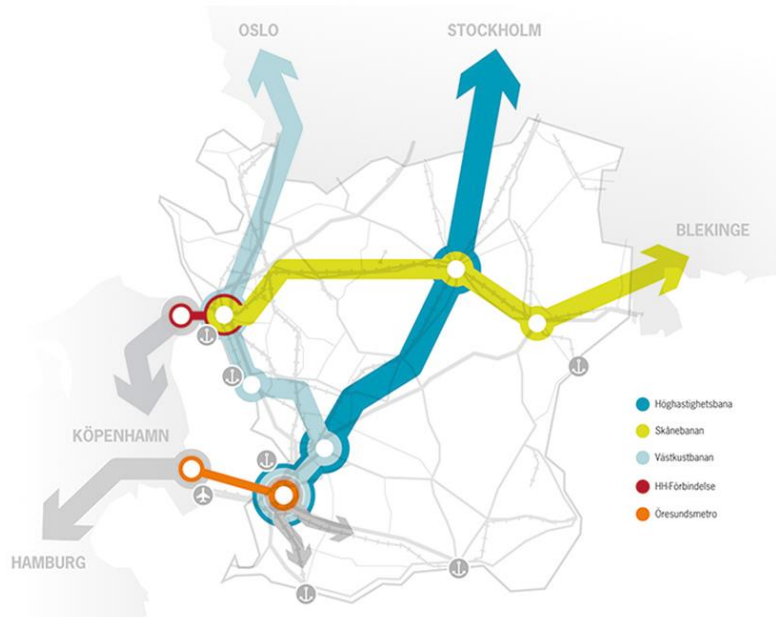 OSLO
STOCKHOLM
BLEKINGE
KÖPENHAMN
HAMBURG
Höghastighetsbana
Skånebanan
Västkustbanan
HH-Förbindelse
Öresundsmetro